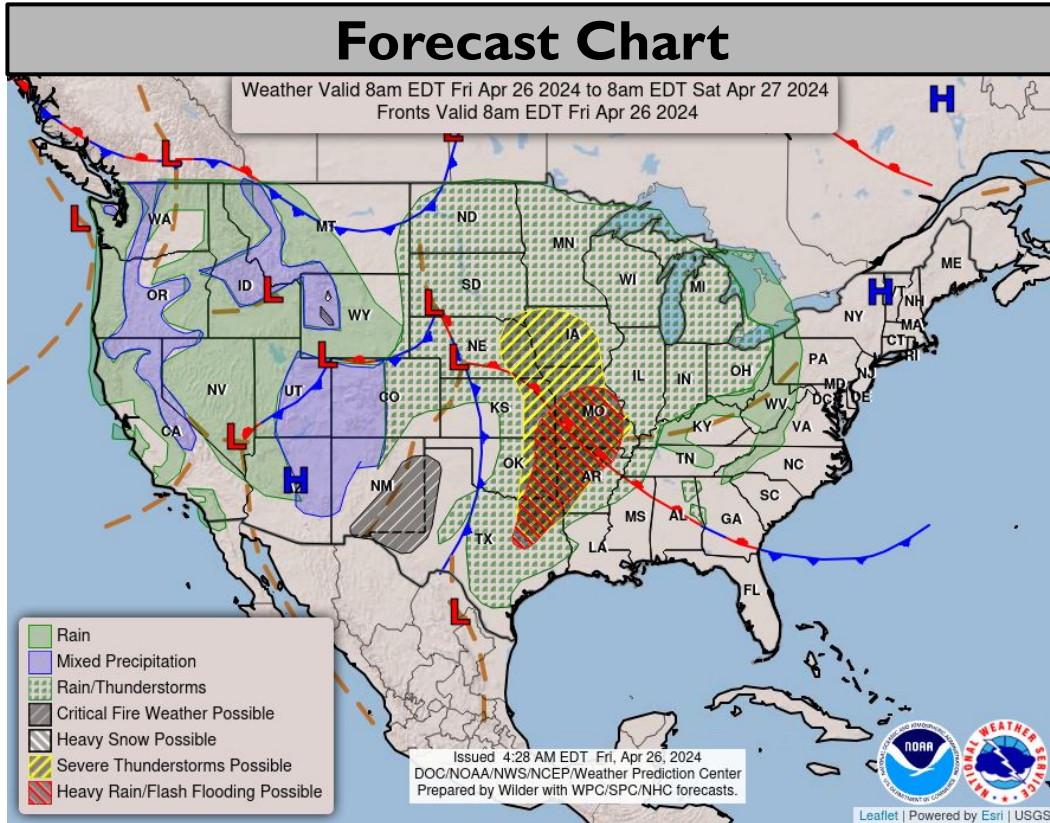 Forecast Chart
Weather Valid 8am EDT Fri Apr 26 2024 to 8am EDT Sat Apr 27 2024
Fronts Valid 8am EDT Fri Apr 26 2024
H
L
L
L
WA
MT
ND
MN
ME
OR
ID
L
WY
SD
WI
MI
H
VT
NH
NY
MA
CT
RI
L
L
L
NE
IA
NV
UT
CO
KS
MO
IL
IN
OH
PA
NJ
MD
DE
DC
WV
VA
KY
CA
L
H
NM
OK
AR
TN
NC
SC
TX
LA
MS
AL
GA
FL
L
Rain
Mixed Precipitation
Rain/Thunderstorms
Critical Fire Weather Possible
Heavy Snow Possible
Severe Thunderstorms Possible
Heavy Rain/Flash Flooding Possible
Issued 4:28 AM EDT Fri, Apr 26, 2024
DOC/NOAA/NWS/NCEP/Weather Prediction Center
Prepared by Wilder with WPC/SPC/NHC forecasts.
NOAA
NATIONAL WEATHER SERVICE
Leaflet | Powered by Esri | USGS